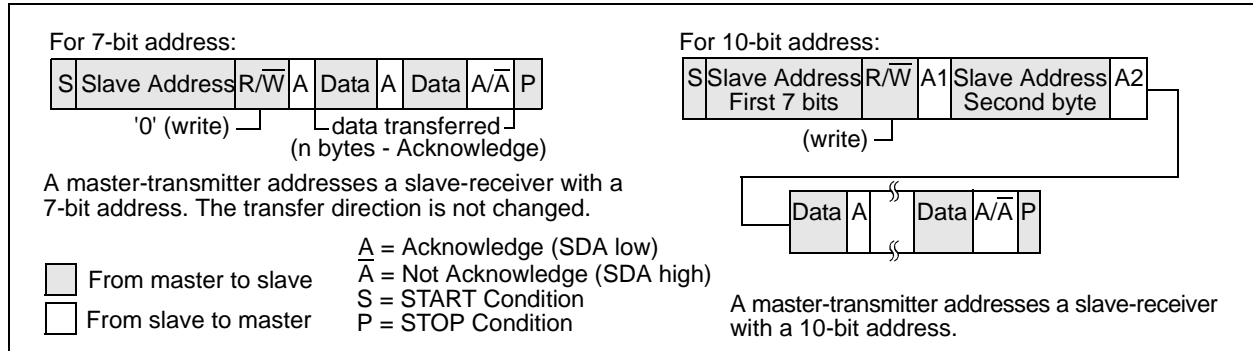 For 7-bit address:
S Slave Address R/W̅ A Data A Data A/A̅ P
'0' (write)
data transferred
(n bytes - Acknowledge)
A master-transmitter addresses a slave-receiver with a
7-bit address. The transfer direction is not changed.
From master to slave
From slave to master
A = Acknowledge (SDA low)
A̅ = Not Acknowledge (SDA high)
S = START Condition
P = STOP Condition
For 10-bit address:
S Slave Address First 7 bits R/W̅ A1 Slave Address Second byte A2
(write)
Data A Data A/A̅ P
A master-transmitter addresses a slave-receiver
with a 10-bit address.